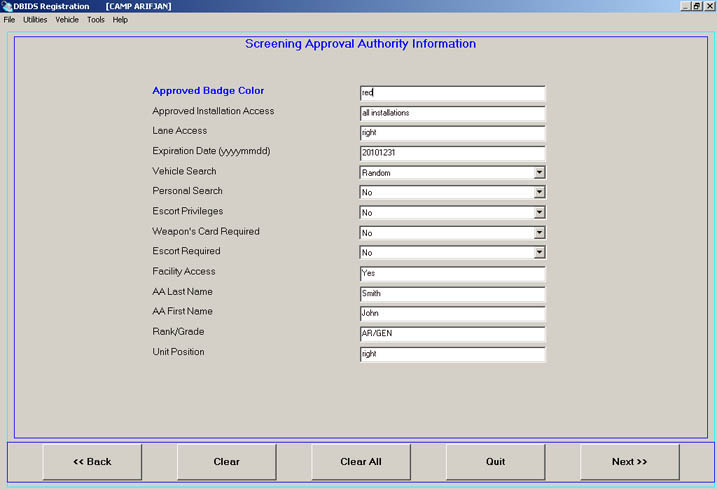 DBIDS Registration [CAMP ARIFJAN]
File Utilities Vehicle Tools Help
Screening Approval Authority Information
Approved Badge Color red
Approved Installation Access all installations
Lane Access right
Expiration Date (yyyymmdd) 20101231
Vehicle Search Random
Personal Search No
Escort Privileges No
Weapon's Card Required No
Escort Required No
Facility Access Yes
AA Last Name Smith
AA First Name John
Rank/Grade AR/GEN
Unit Position right
<< Back Clear Clear All Quit Next >>